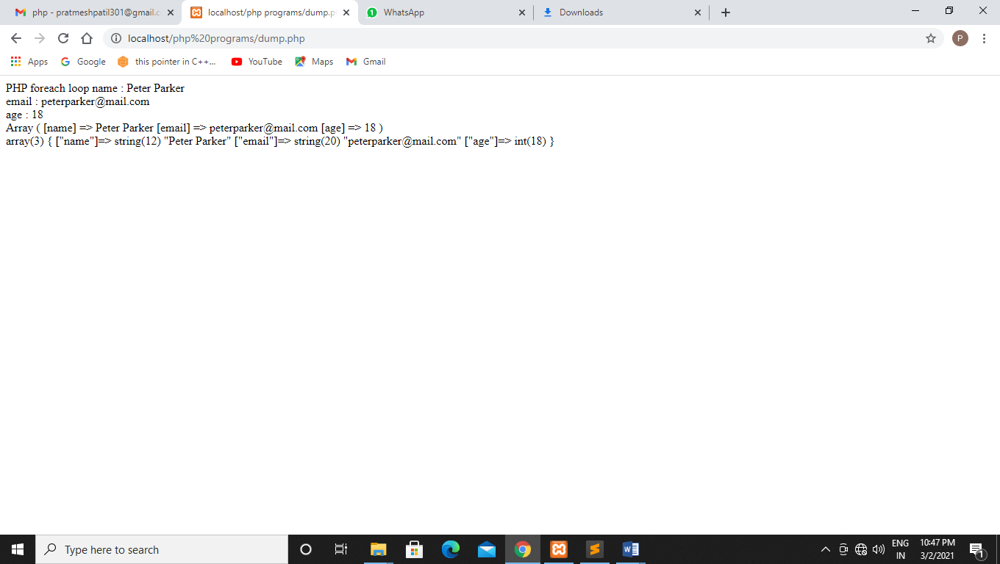 php - pratmeshpatil301@gmail.c
localhost/php programs/dump.p
WhatsApp
Downloads
localhost/php%20programs/dump.php
P
Apps
Google
this pointer in C++...
YouTube
Maps
Gmail
PHP foreach loop name : Peter Parker
email : peterparker@mail.com
age : 18
Array ( [name] => Peter Parker [email] => peterparker@mail.com [age] => 18 )
array(3) { ["name"]=> string(12) "Peter Parker" ["email"]=> string(20) "peterparker@mail.com" ["age"]=> int(18) }
Type here to search
ENG
IN
10:47 PM
3/2/2021
1